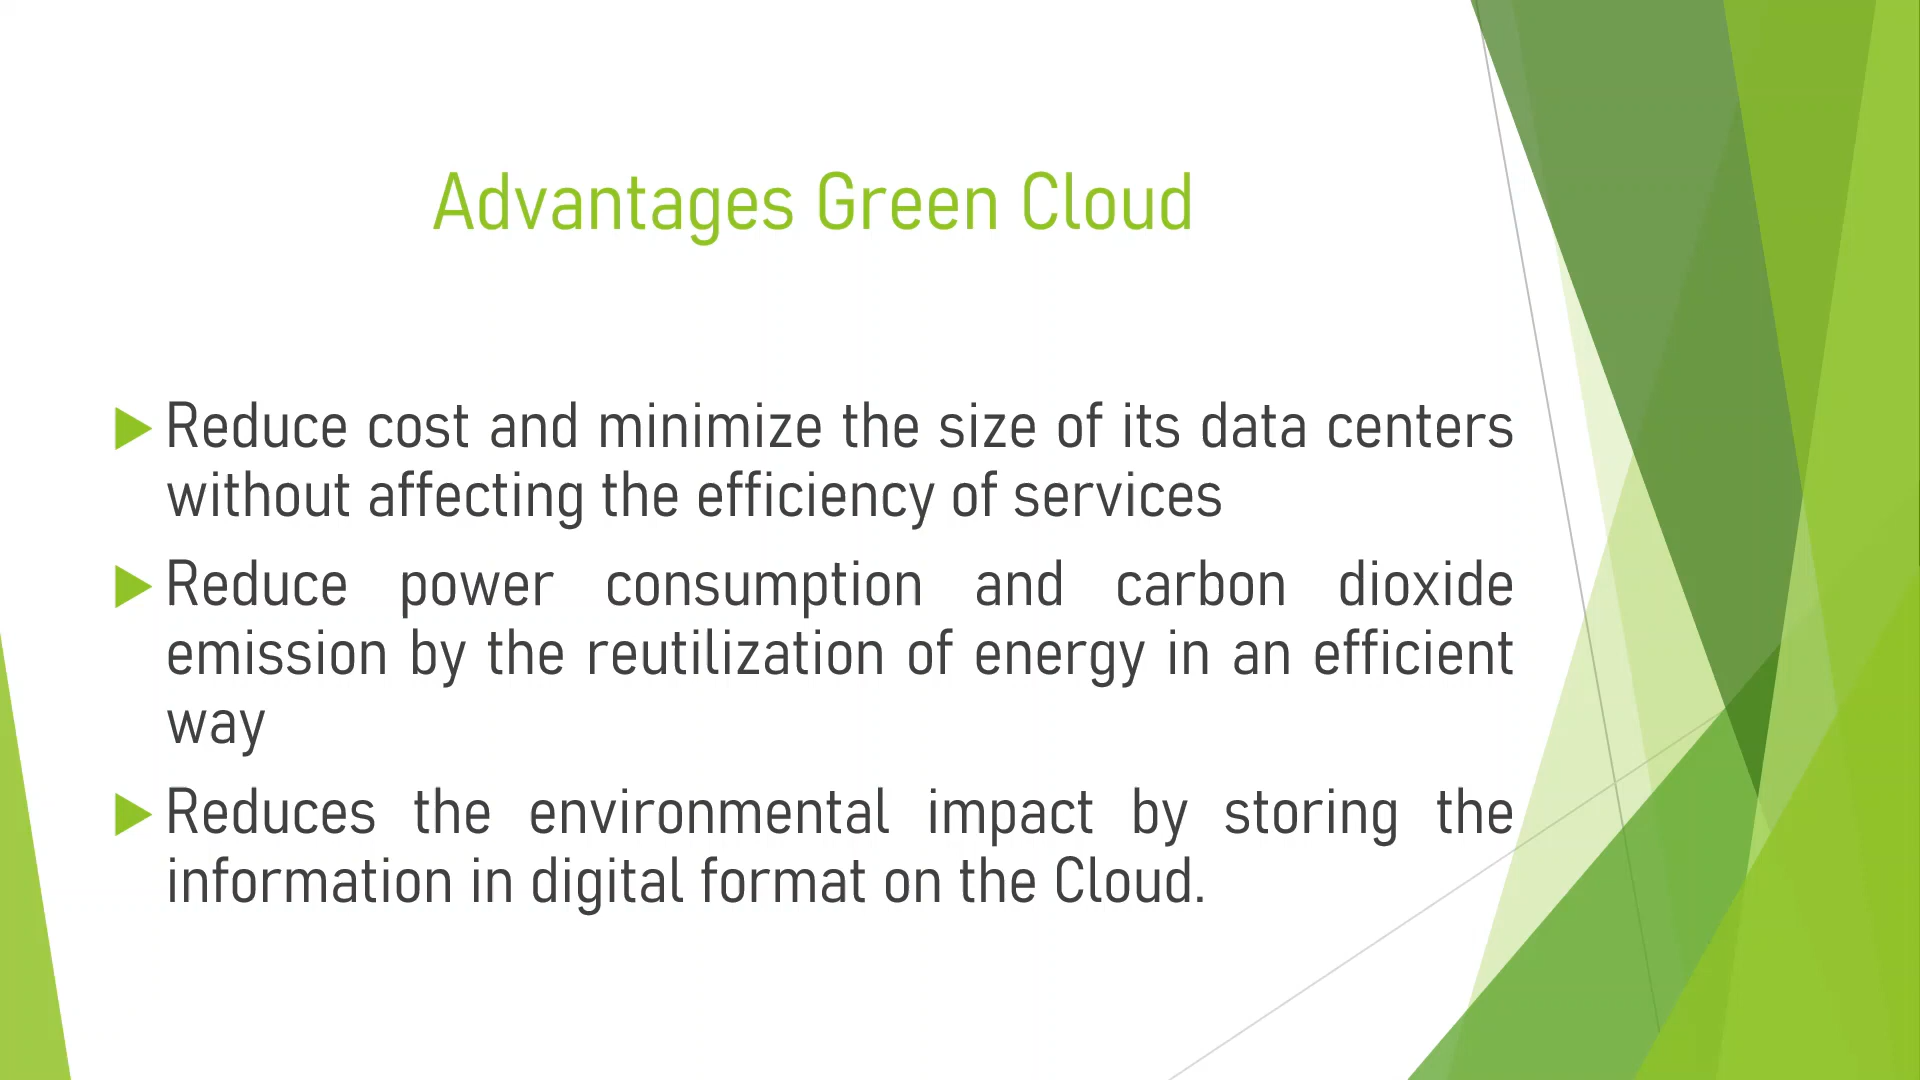 Advantages Green Cloud
Reduce cost and minimize the size of its data centers
without affecting the efficiency of services
Reduce power consumption and carbon dioxide
emission by the reutilization of energy in an efficient
way
Reduces the environmental impact by storing the
information in digital format on the Cloud.